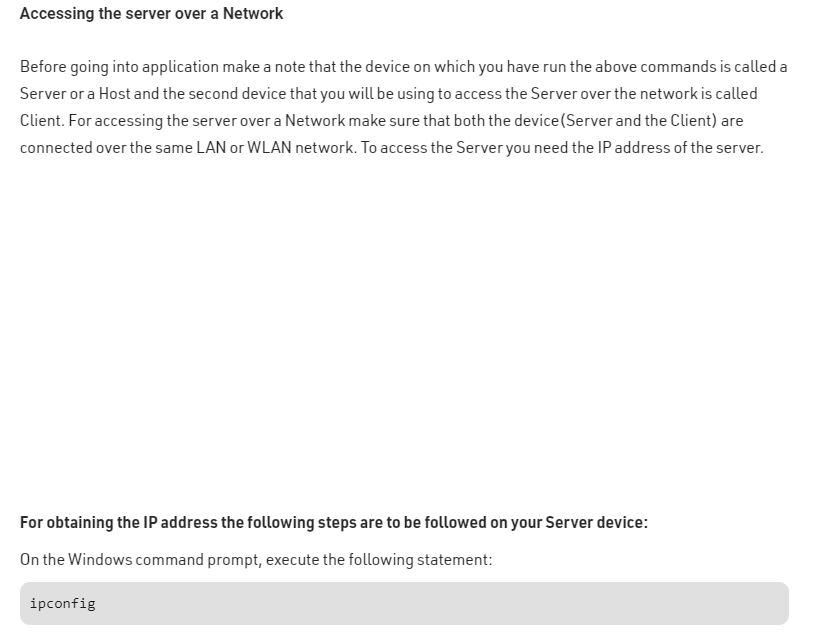 Accessing the server over a Network
Before going into application make a note that the device on which you have run the above commands is called a
Server or a Host and the second device that you will be using to access the Server over the network is called
Client. For accessing the server over a Network make sure that both the device(Server and the Client) are
connected over the same LAN or WLAN network. To access the Server you need the IP address of the server.
For obtaining the IP address the following steps are to be followed on your Server device:
On the Windows command prompt, execute the following statement:
ipconfig